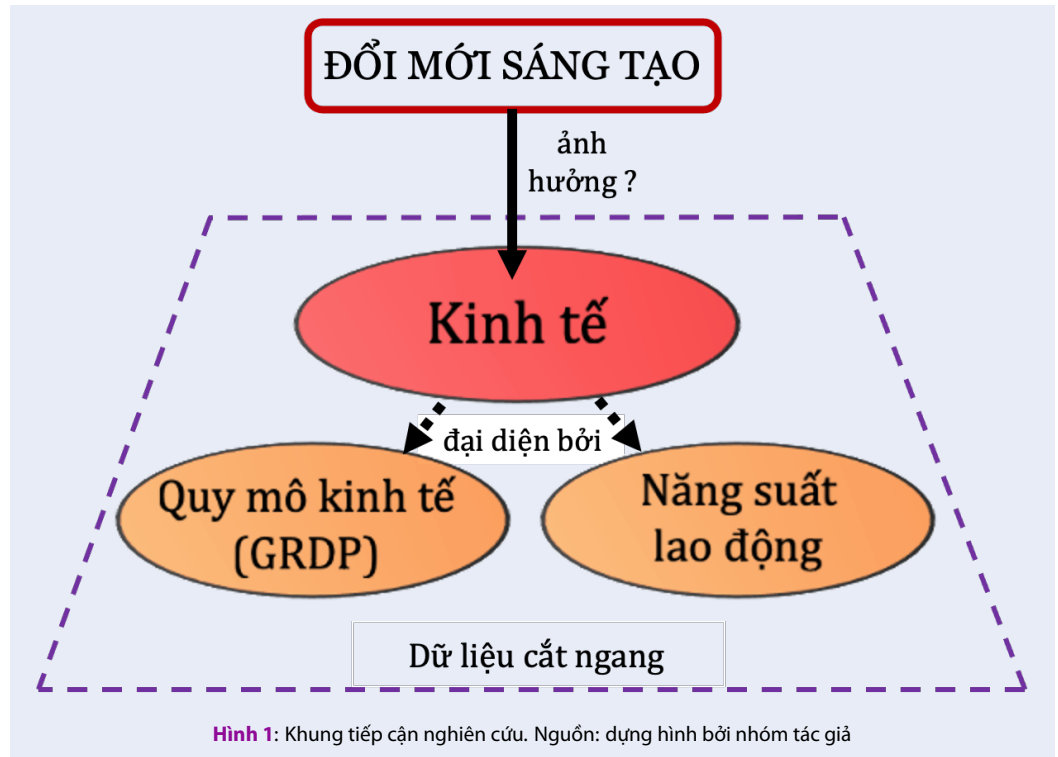 ĐỔI MỚI SÁNG TẠO
ảnh
hưởng ?
Kinh tế
đại diện bởi
Quy mô kinh tế
(GRDP)
Năng suất
lao động
Dữ liệu cắt ngang
Hình 1: Khung tiếp cận nghiên cứu. Nguồn: dựng hình bởi nhóm tác giả